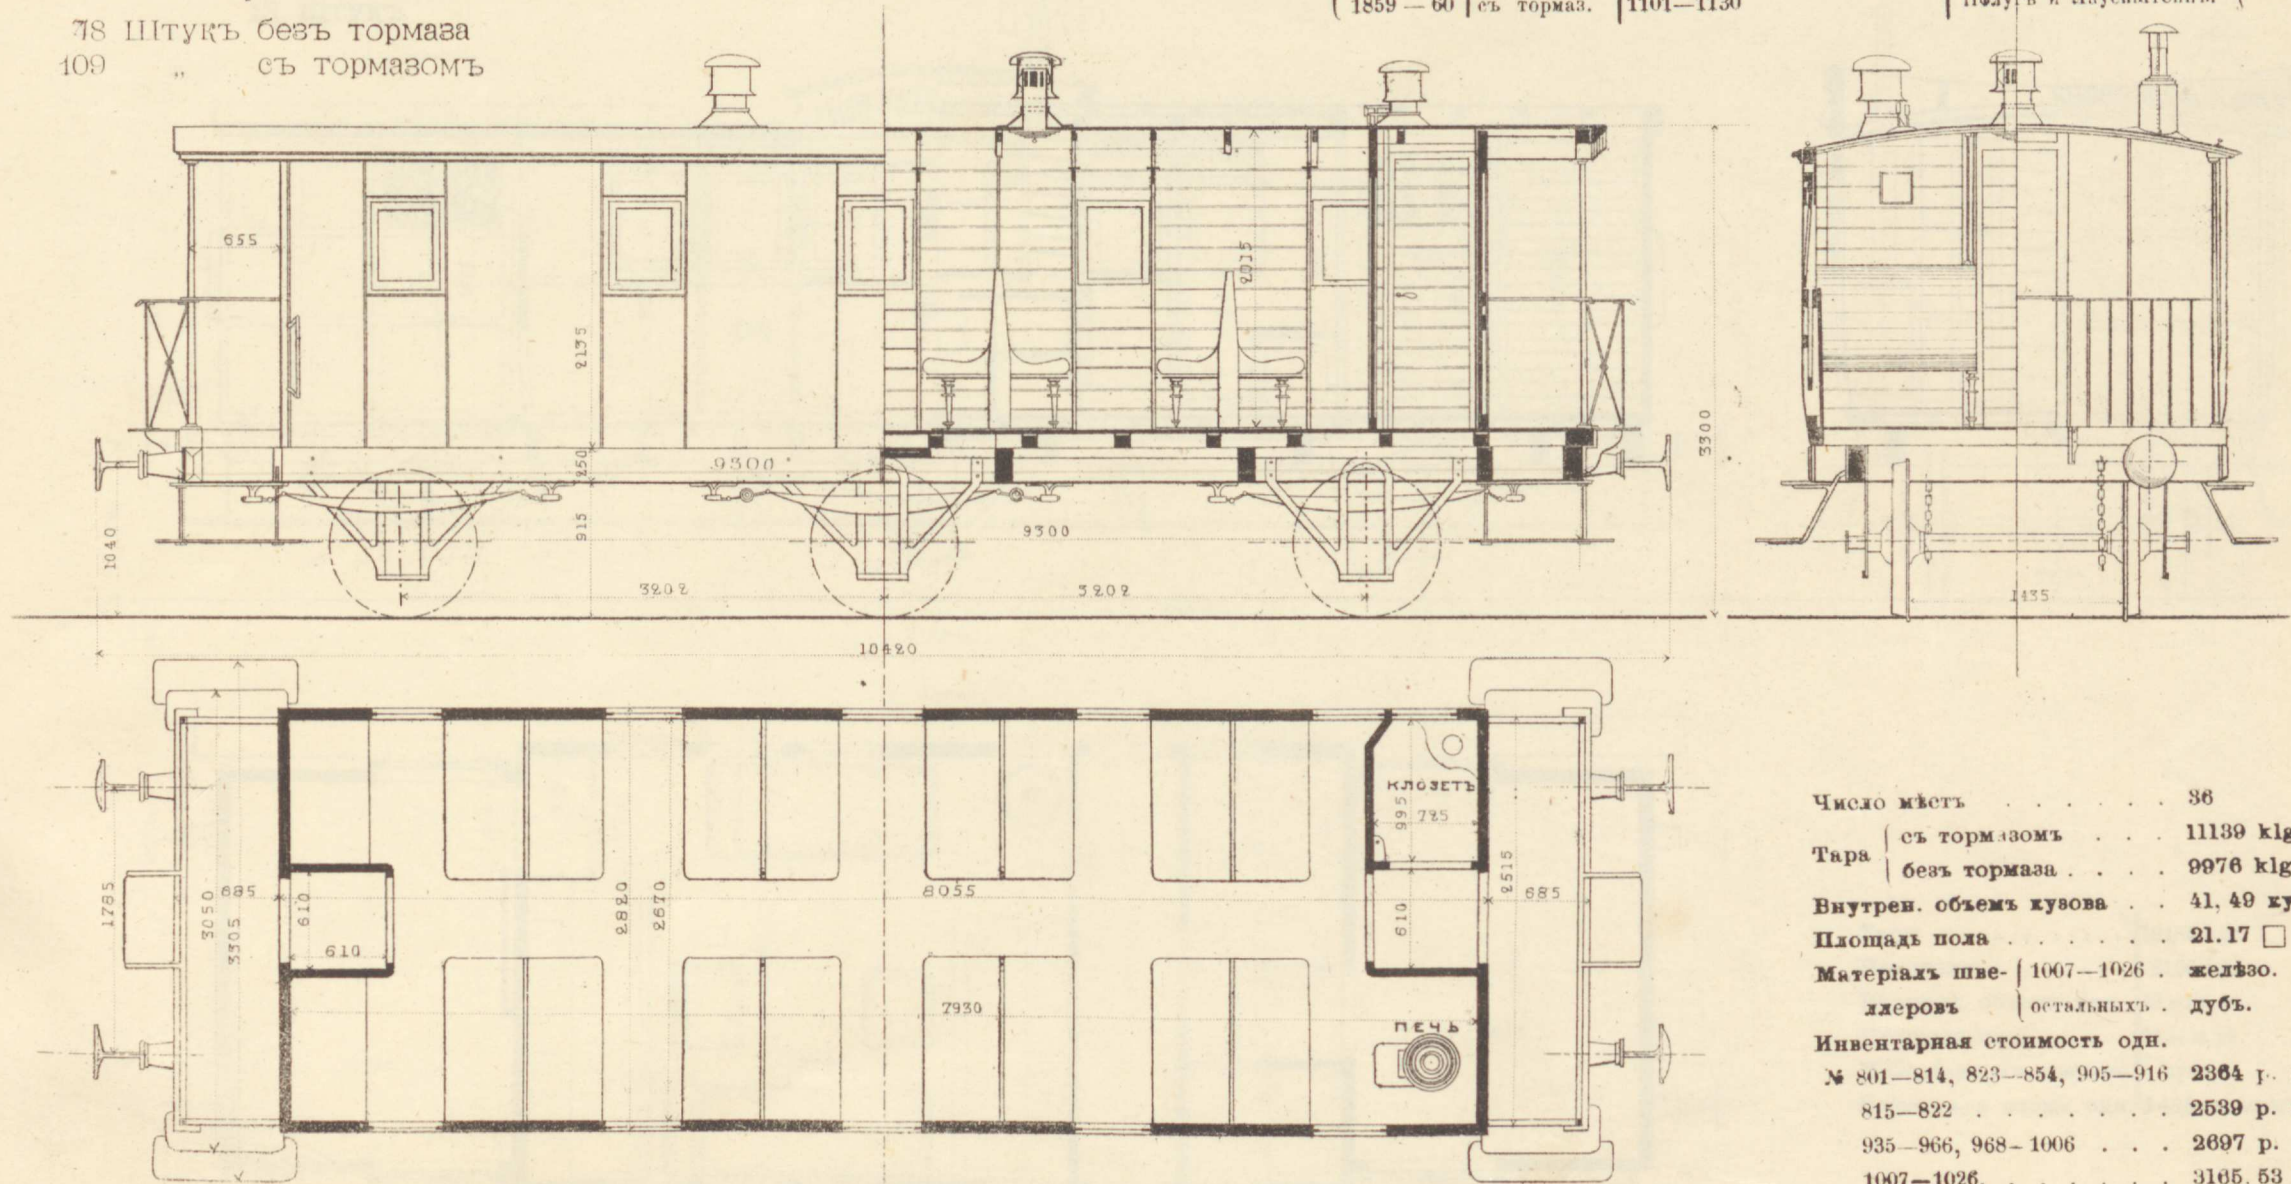 1859 — 60 съ тормаз. 1101—1130
78 Штукъ безъ тормаза
109 „ съ тормазомъ
655
2015
2135
3300
250
9300
915
9300
1040
3202
3202
1435
10420
КЛОЗЕТЪ
995
725
1785
3050
3305
685
610
610
2820
2670
8055
610
2515
685
7930
ПЕЧЬ
Число мѣстъ . . . . . . 36
Тара съ тормазомъ . . . 11139 klg
безъ тормаза . . . . 9976 klg
Внутрен. объемъ кузова . . 41, 49
Площадь пола . . . . . . 21.17 □
Матеріалъ шве- 1007—1026 . желѣзо.
ллеровъ остальныхъ . дубъ.
Инвентарная стоимость одн.
№ 801—814, 823—854, 905—916 2364 р.
815—822 . . . . . . . 2539 р.
935—966, 968—1006 . . . 2697 р.
1007—1026 . . . . . . 3165, 53